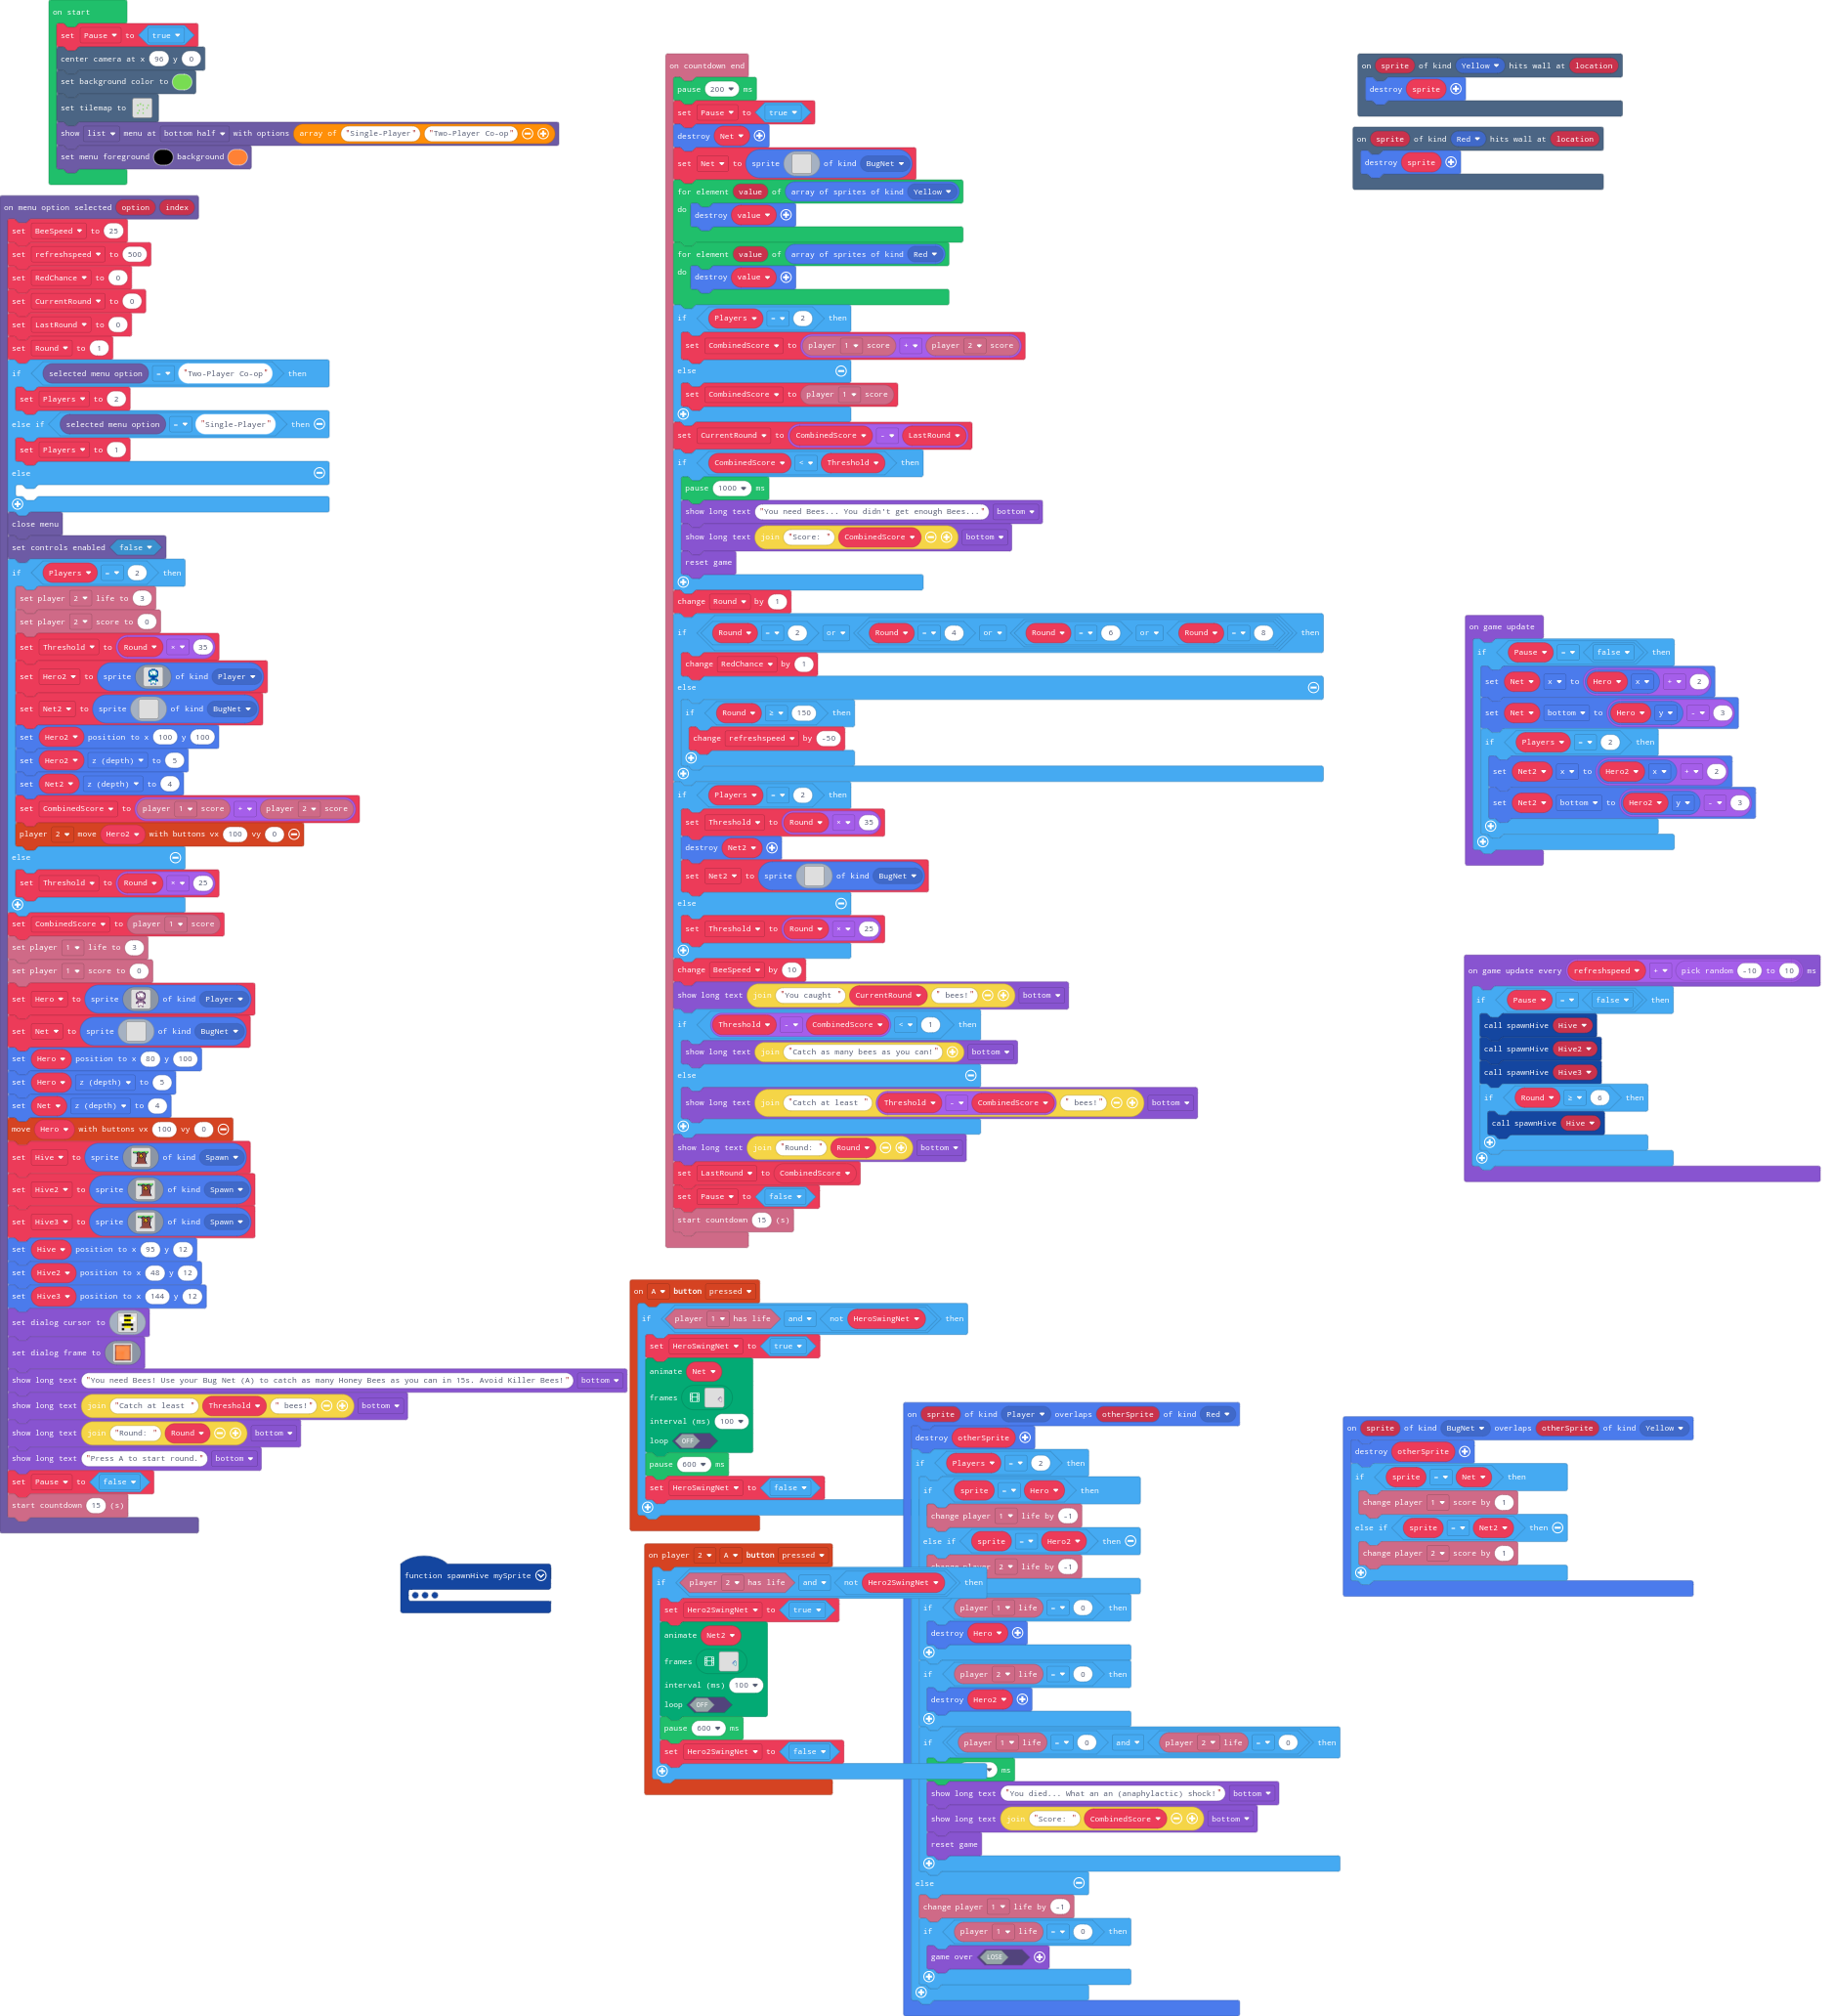 on start
set Pause to true
center camera at x 96 y 0
set background color to
set tilemap to
show list menu at bottom half with options array of "Single-Player" "Two-Player Co-op"
set menu foreground background
on menu option selected option index
set BeeSpeed to 25
set refreshspeed to 500
set RedChance to 0
set CurrentRound to 0
set LastRound to 0
set Round to 1
if selected menu option = "Two-Player Co-op" then
set Players to 2
else if selected menu option = "Single-Player" then
set Players to 1
else
close menu
set controls enabled false
if Players = 2 then
set player 2 life to 3
set player 2 score to 0
set Threshold to Round × 35
set Hero2 to sprite of kind Player
set Net2 to sprite of kind BugNet
set Hero2 position to x 100 y 100
set Hero2 z (depth) to 5
set Net2 z (depth) to 4
set CombinedScore to player 1 score + player 2 score
player 2 move Hero2 with buttons vx 100 vy 0
else
set Threshold to Round × 25
set CombinedScore to player 1 score
set player 1 life to 3
set player 1 score to 0
set Hero to sprite of kind Player
set Net to sprite of kind BugNet
set Hero position to x 80 y 100
set Hero z (depth) to 5
set Net z (depth) to 4
move Hero with buttons vx 100 vy 0
set Hive to sprite of kind Spawn
set Hive2 to sprite of kind Spawn
set Hive3 to sprite of kind Spawn
set Hive position to x 95 y 12
set Hive2 position to x 48 y 12
set Hive3 position to x 144 y 12
set dialog cursor to
set dialog frame to
show long text "You need Bees! Use your Bug Net (A) to catch as many Honey Bees as you can in 15s. Avoid Killer Bees!" bottom
show long text join "Catch at least " Threshold " bees!" bottom
show long text join "Round: " Round bottom
show long text "Press A to start round." bottom
set Pause to false
start countdown 15 (s)
function spawnHive mySprite
on countdown end
pause 200 ms
set Pause to true
destroy Net
set Net to sprite of kind BugNet
for element value of array of sprites of kind Yellow
do destroy value
for element value of array of sprites of kind Red
do destroy value
if Players = 2 then
set CombinedScore to player 1 score + player 2 score
else
set CombinedScore to player 1 score
set CurrentRound to CombinedScore - LastRound
if CombinedScore < Threshold then
pause 1000 ms
show long text "You need Bees... You didn't get enough Bees..." bottom
show long text join "Score: " CombinedScore bottom
reset game
change Round by 1
if Round = 2 or Round = 4 or Round = 6 or Round = 8 then
change RedChance by 1
else
if Round ≥ 150 then
change refreshspeed by -50
if Players = 2 then
set Threshold to Round × 35
destroy Net2
set Net2 to sprite of kind BugNet
else
set Threshold to Round × 25
change BeeSpeed by 10
show long text join "You caught " CurrentRound " bees!" bottom
if Threshold - CombinedScore < 1 then
show long text join "Catch as many bees as you can!" bottom
else
show long text join "Catch at least " Threshold - CombinedScore " bees!" bottom
show long text join "Round: " Round bottom
set LastRound to CombinedScore
set Pause to false
start countdown 15 (s)
on A button pressed
if player 1 has life and not HeroSwingNet then
set HeroSwingNet to true
animate Net
frames
interval (ms) 100
loop OFF
pause 600 ms
set HeroSwingNet to false
on player 2 A button pressed
if player 2 has life and not Hero2SwingNet then
set Hero2SwingNet to true
animate Net2
frames
interval (ms) 100
loop OFF
pause 600 ms
set Hero2SwingNet to false
on sprite of kind Player overlaps otherSprite of kind Red
destroy otherSprite
if Players = 2 then
if sprite = Hero then
change player 1 life by -1
else if sprite = Hero2 then
change player 2 life by -1
if player 1 life = 0 then
destroy Hero
if player 2 life = 0 then
destroy Hero2
if player 1 life = 0 and player 2 life = 0 then
ms
show long text "You died... What an an (anaphylactic) shock!" bottom
show long text join "Score: " CombinedScore bottom
reset game
else
change player 1 life by -1
if player 1 life = 0 then
game over LOSE
on sprite of kind Yellow hits wall at location
destroy sprite
on sprite of kind Red hits wall at location
destroy sprite
on game update
if Pause = false then
set Net x to Hero x + 2
set Net bottom to Hero y - 3
if Players = 2 then
set Net2 x to Hero2 x + 2
set Net2 bottom to Hero2 y - 3
on game update every refreshspeed + pick random -10 to 10 ms
if Pause = false then
call spawnHive Hive
call spawnHive Hive2
call spawnHive Hive3
if Round ≥ 6 then
call spawnHive Hive
on sprite of kind BugNet overlaps otherSprite of kind Yellow
destroy otherSprite
if sprite = Net then
change player 1 score by 1
else if sprite = Net2 then
change player 2 score by 1